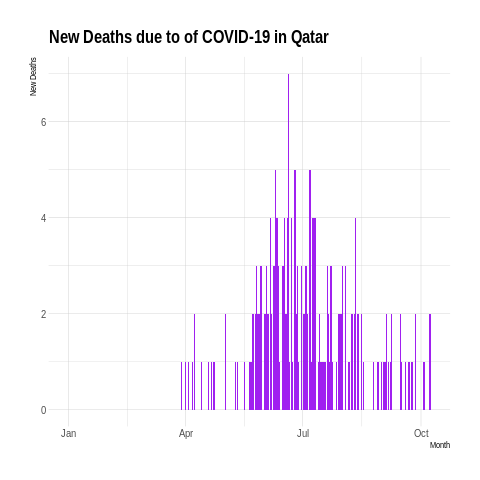 New Deaths due to of COVID-19 in Qatar
New Deaths
6
4
2
0
Jan Apr Jul Oct
Month